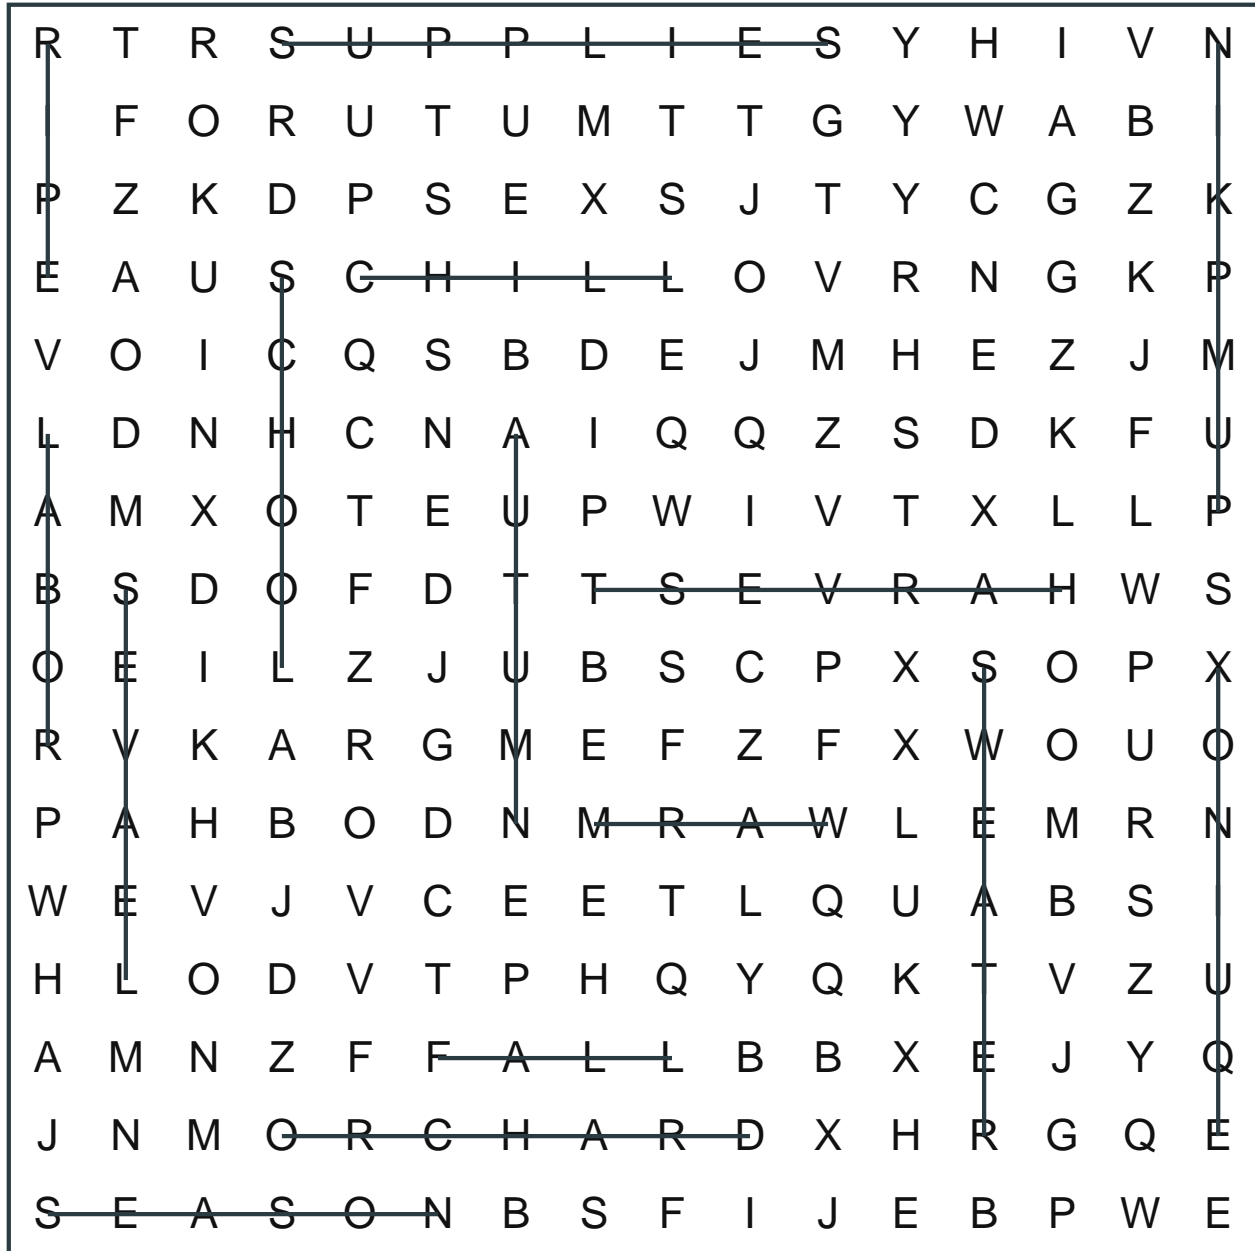 R T R S U P P L I E S Y H I V N
I F O R U T U M T T G Y W A B I
P Z K D P S E X S J T Y C G Z K
E A U S C H I L L O V R N G K P
V O I C Q S B D E J M H E Z J M
L D N H C N A I Q Q Z S D K F U
A M X O T E U P W I V T X L L P
B S D O F D T T S E V R A H W S
O E I L Z J U B S C P X S O P X
R V K A R G M E F Z F X W O U O
P A H B O D N M R A W L E M R N
W E V J V C E E T L Q U A B S I
H L O D V T P H Q Y Q K T V Z U
A M N Z F F A L L B B X E J Y Q
J N M O R C H A R D X H R G Q E
S E A S O N B S F I J E B P W E